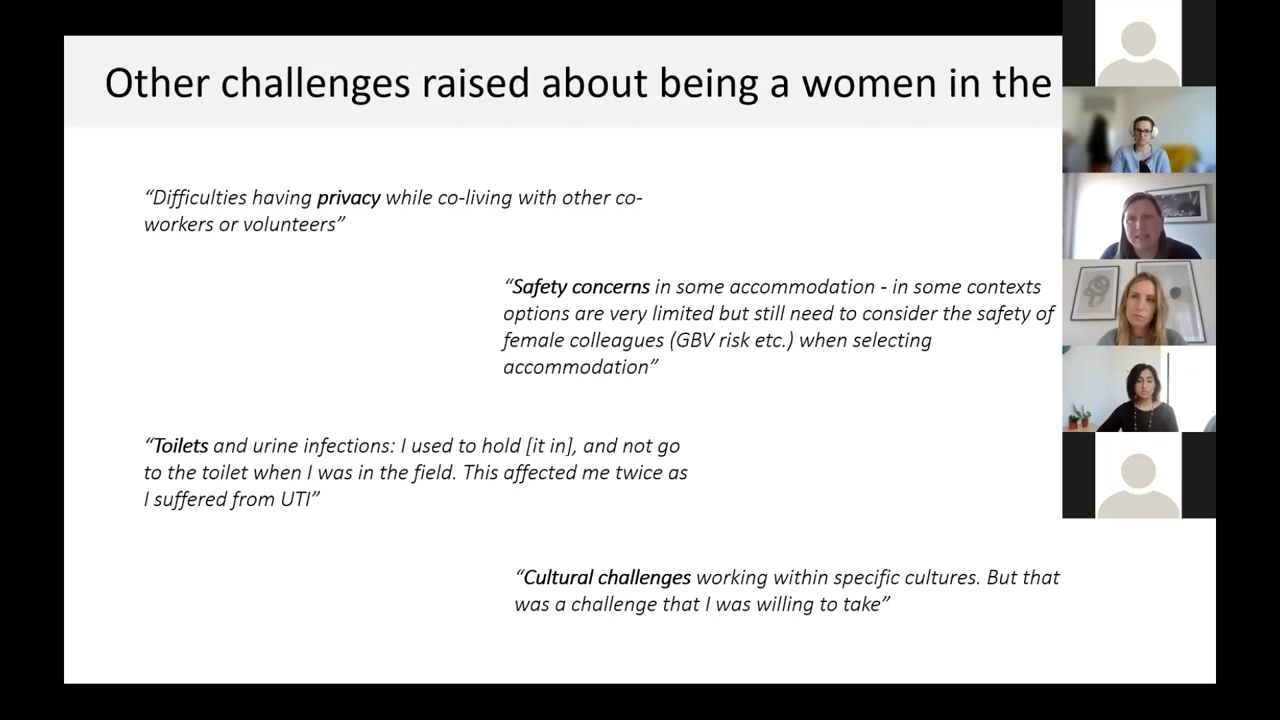 Other challenges raised about being a women in the
“Difficulties having privacy while co-living with other co-
workers or volunteers”
“Safety concerns in some accommodation - in some contexts
options are very limited but still need to consider the safety of
female colleagues (GBV risk etc.) when selecting
accommodation”
“Toilets and urine infections: I used to hold [it in], and not go
to the toilet when I was in the field. This affected me twice as
I suffered from UTI”
“Cultural challenges working within specific cultures. But that
was a challenge that I was willing to take”